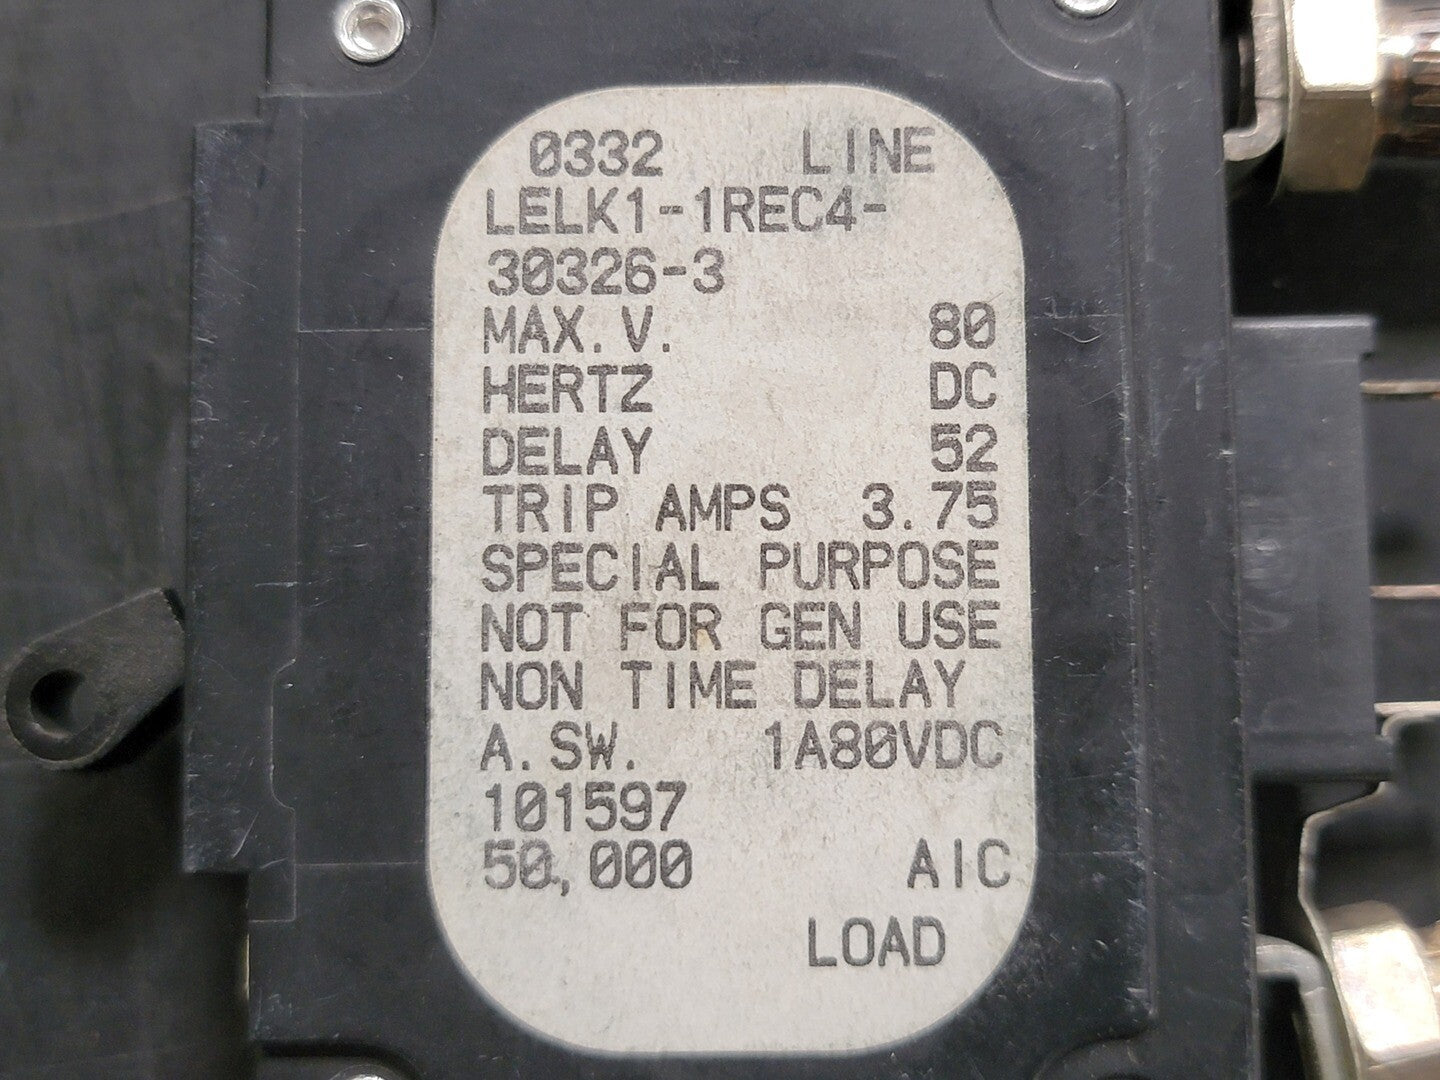 0332 LINE
LELK1-1REC4-
30326-3
MAX.V. 80
HERTZ DC
DELAY 52
TRIP AMPS 3.75
SPECIAL PURPOSE
NOT FOR GEN USE
NON TIME DELAY
A.SW. 1A80VDC
101597
50,000 AIC
LOAD